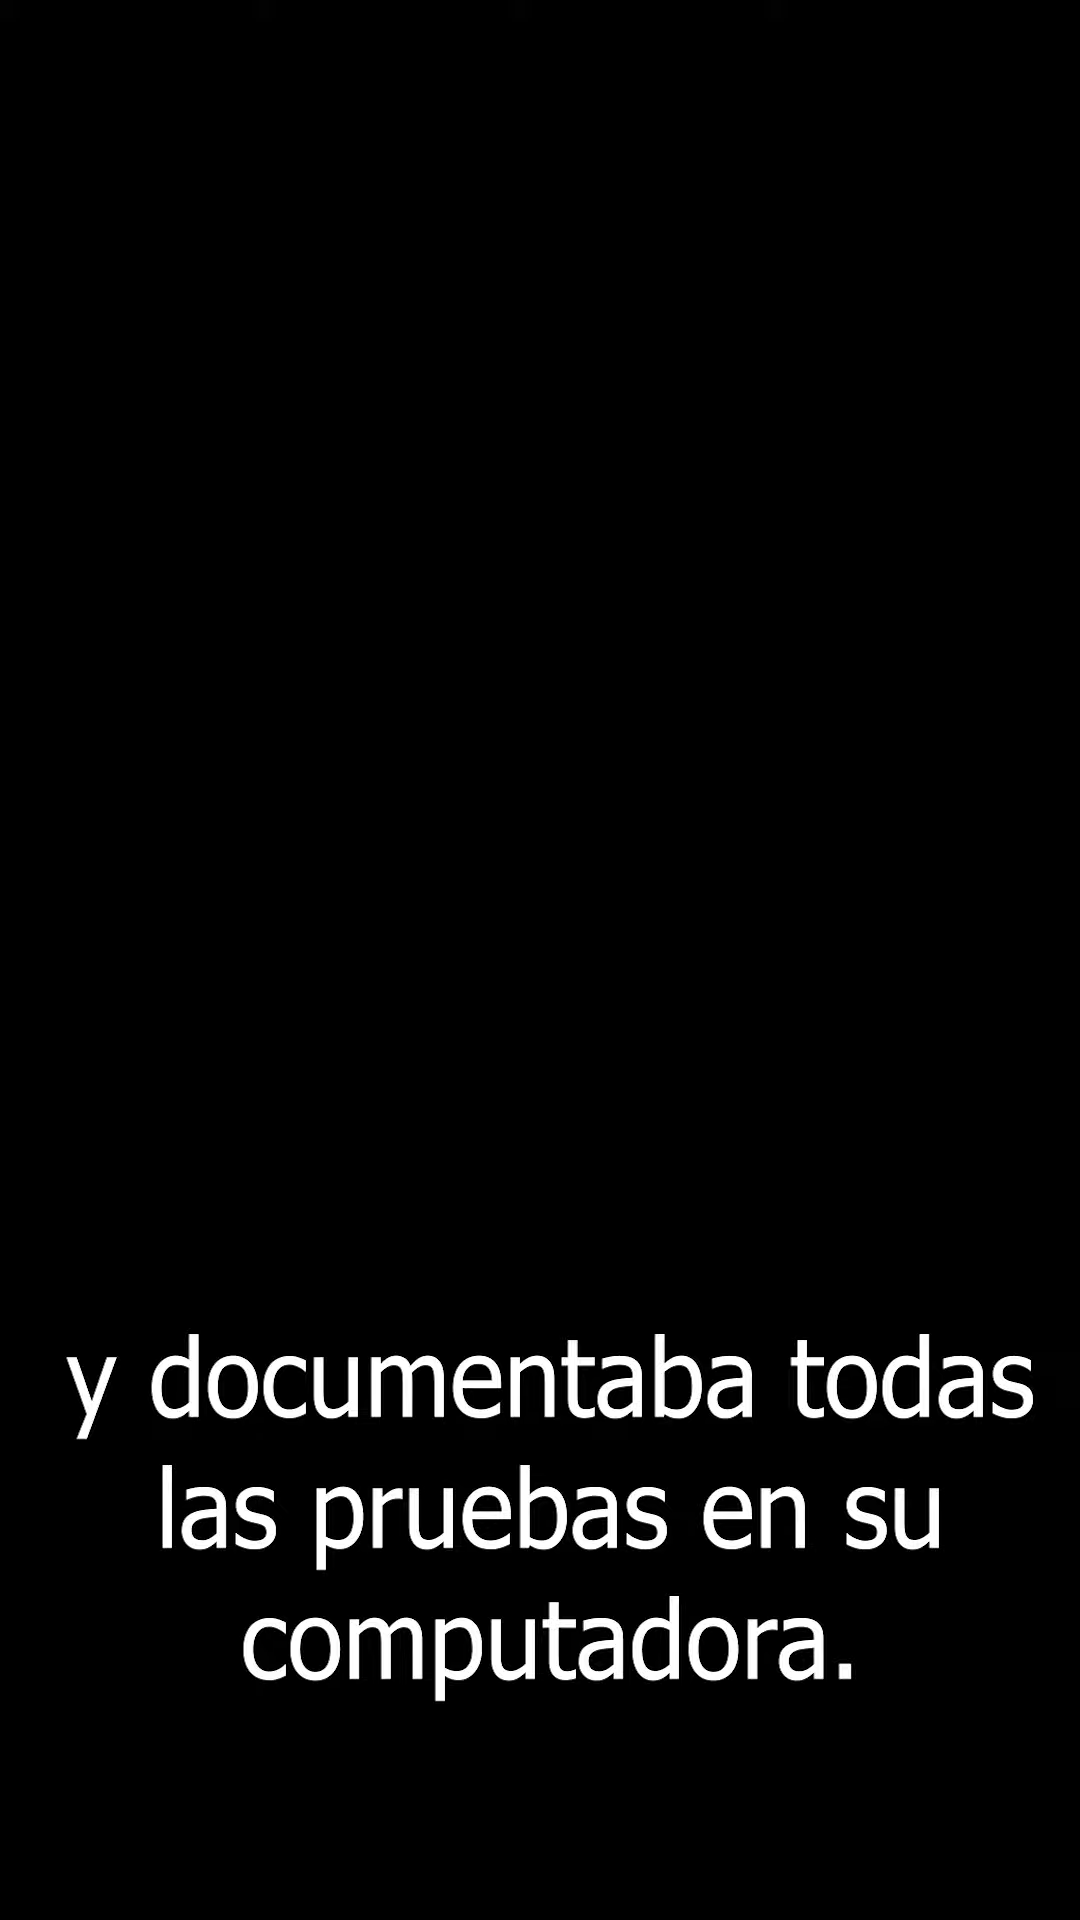 y documentaba todas
las pruebas en su
computadora.